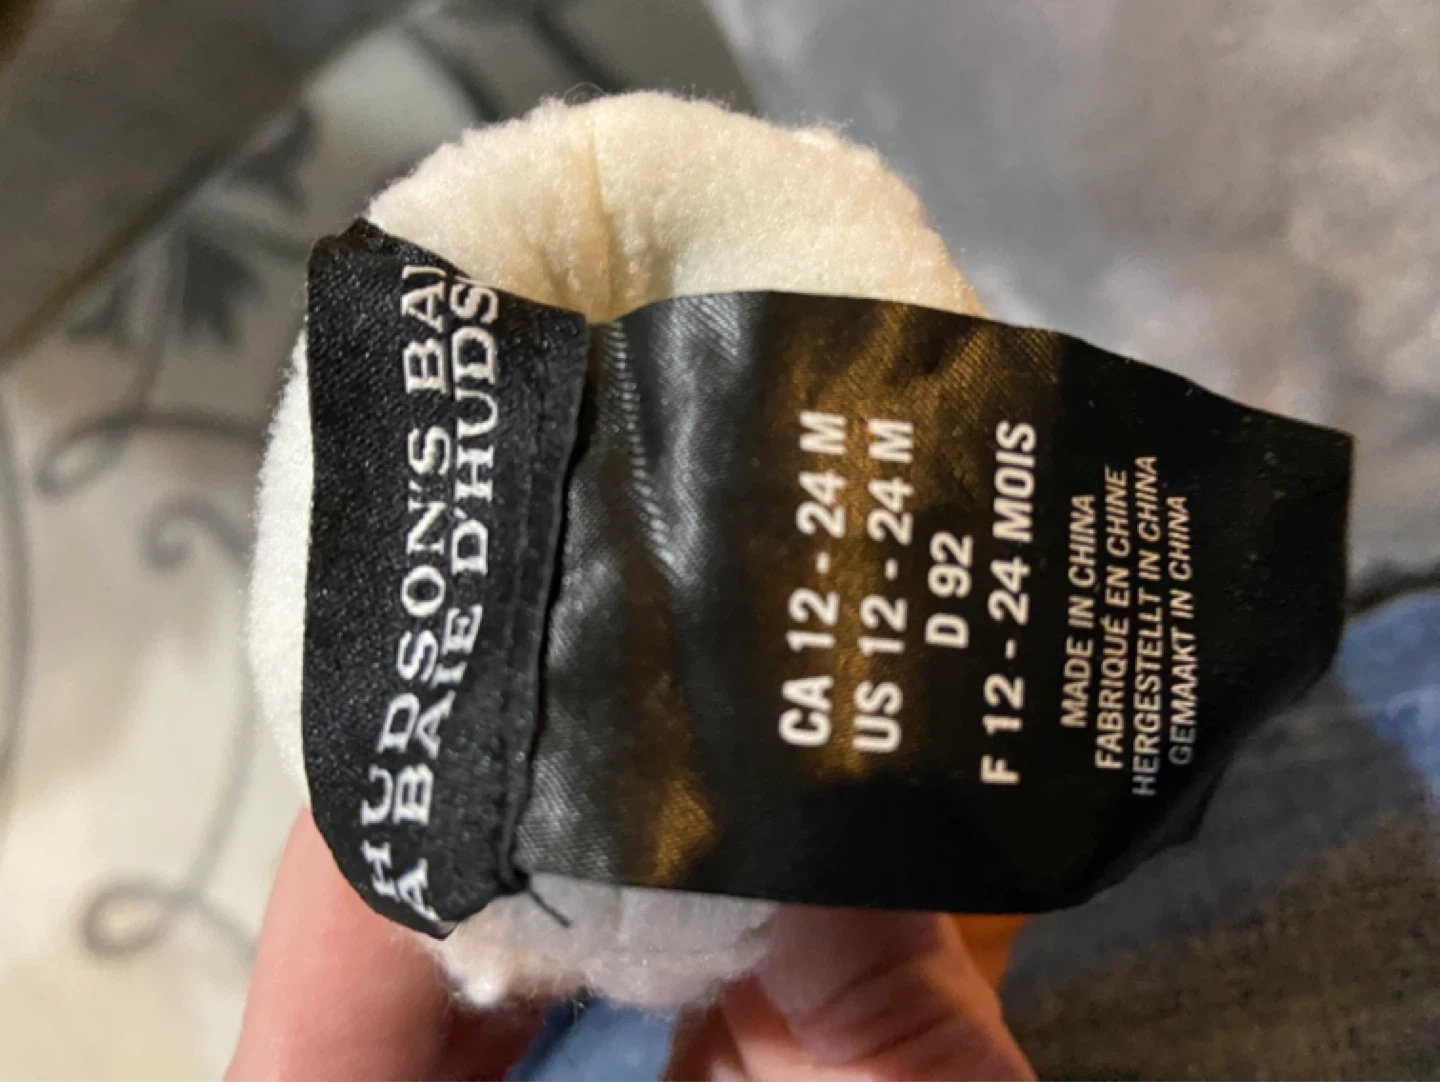 HUDSON'S BA
A BAIE D'HUDS
CA 12 - 24 M
US 12 - 24 M
D 92
F 12 - 24 MOIS
MADE IN CHINA
FABRIQUÉ EN CHINE
HERGESTELLT IN CHINA
GEMAAKT IN CHINA